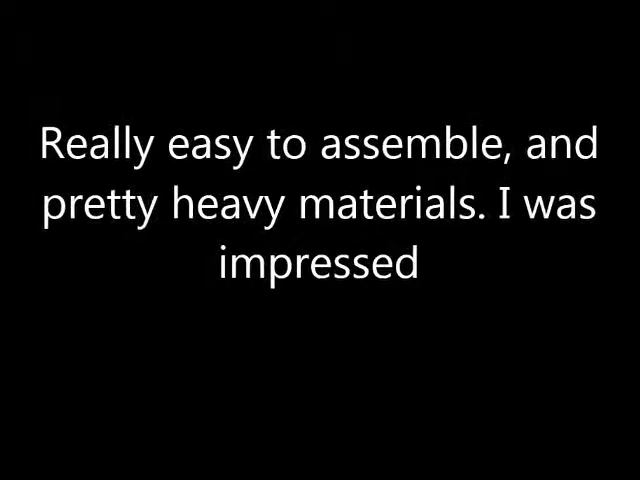 Really easy to assemble, and
pretty heavy materials. I was
impressed